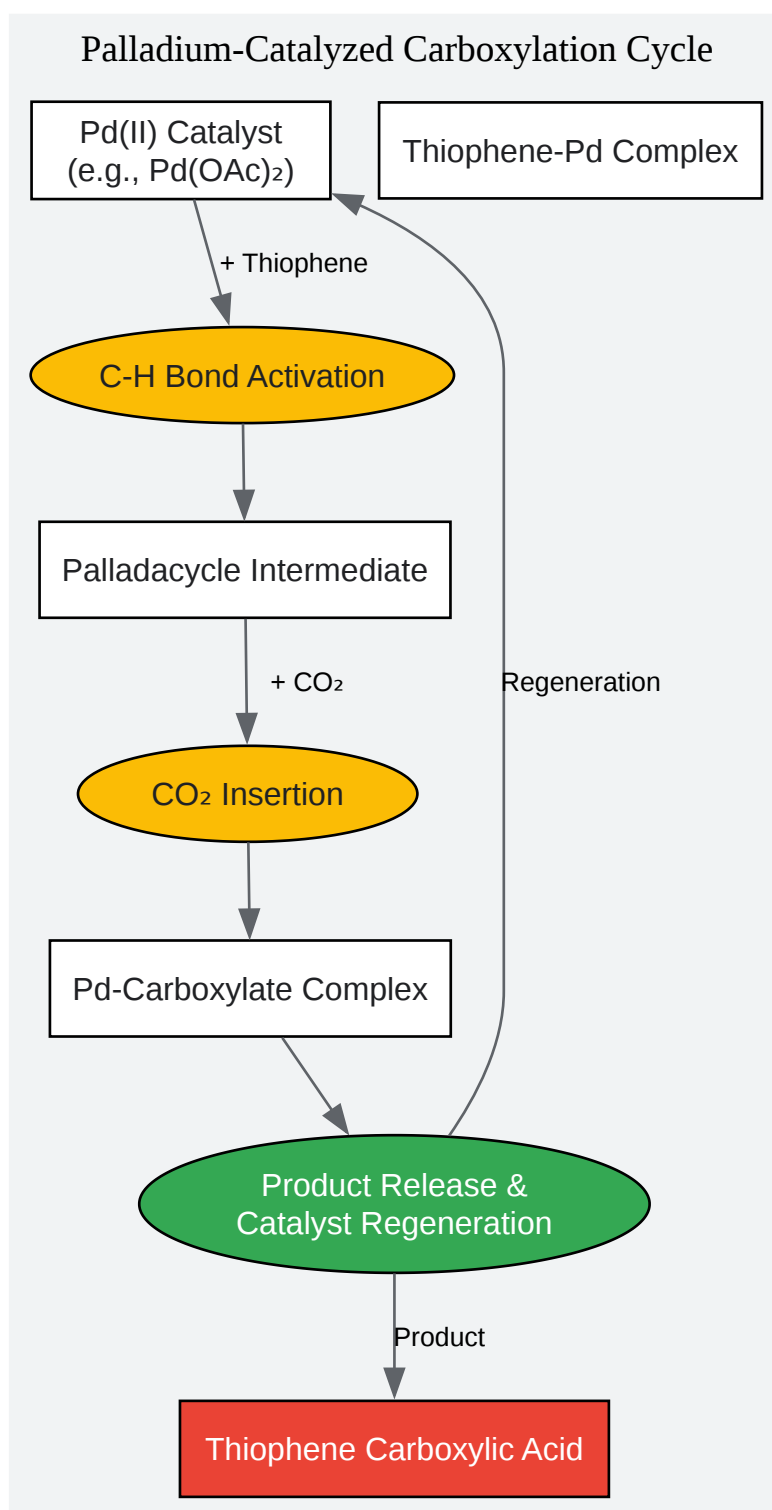 Palladium-Catalyzed Carboxylation Cycle
Pd(II) Catalyst
(e.g., Pd(OAc)₂)
Thiophene-Pd Complex
+ Thiophene
C-H Bond Activation
Palladacycle Intermediate
+ CO₂
Regeneration
CO₂ Insertion
Pd-Carboxylate Complex
Product Release &
Catalyst Regeneration
Product
Thiophene Carboxylic Acid